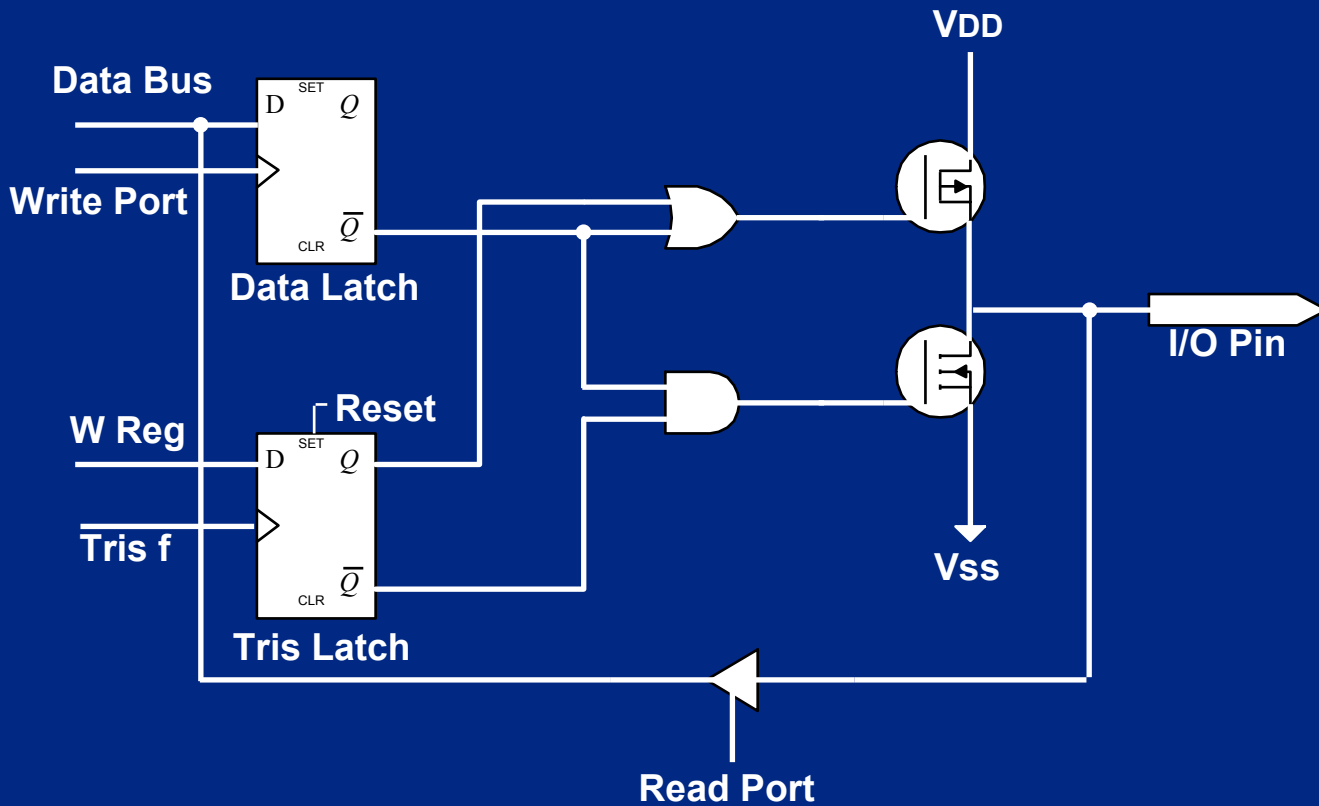 VDD
Data Bus
SET
D
Q
Write Port
Q̅
CLR
Data Latch
I/O Pin
Reset
W Reg
SET
D
Q
Tris f
Q̅
CLR
Vss
Tris Latch
Read Port